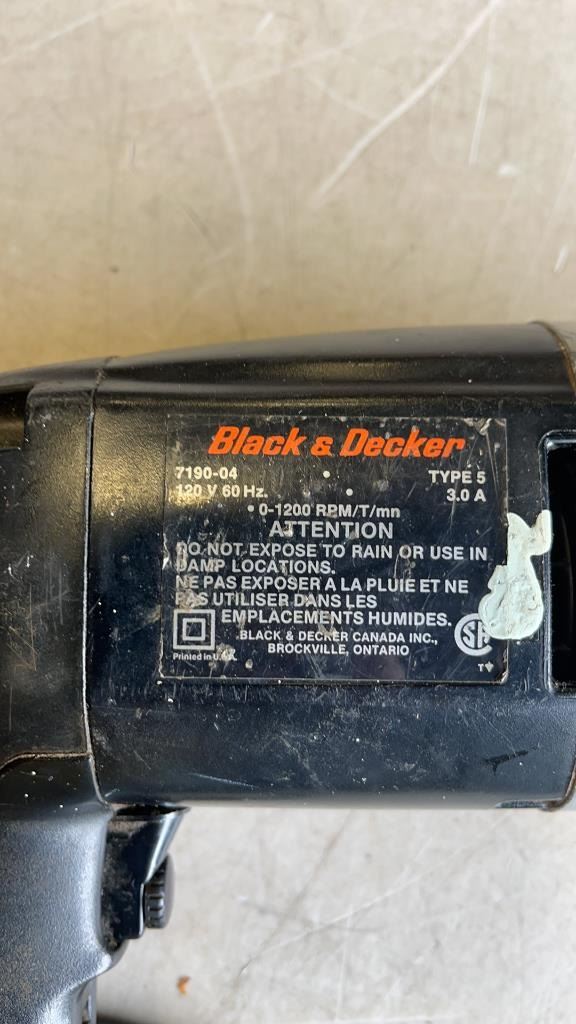 Black & Decker
7190-04 • TYPE 5
120 V 60 Hz. • 3.0 A
• 0-1200 RPM/T/mn
ATTENTION
DO NOT EXPOSE TO RAIN OR USE IN
DAMP LOCATIONS.
NE PAS EXPOSER A LA PLUIE ET NE
PAS UTILISER DANS LES
EMPLACEMENTS HUMIDES.
BLACK & DECKER CANADA INC.,
BROCKVILLE, ONTARIO
Printed in U.S.A.